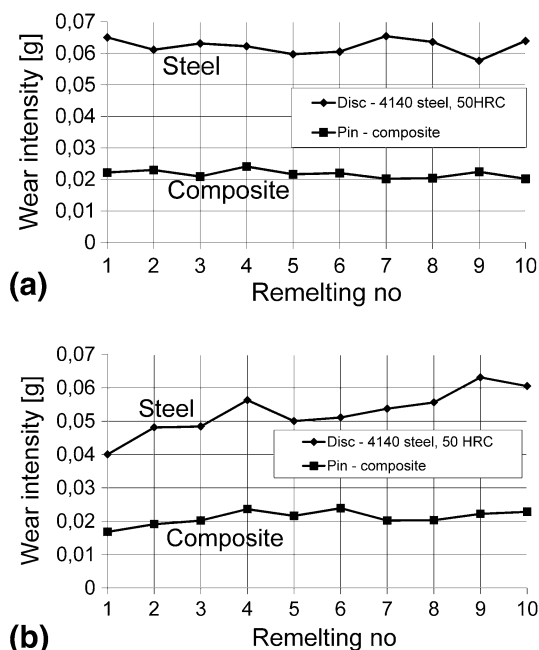 0,07
0,06
0,05
0,04
0,03
0,02
0,01
0
Wear intensity [g]
Steel
Disc - 4140 steel, 50HRC
Pin - composite
Composite
1 2 3 4 5 6 7 8 9 10
(a)
Remelting no
0,07
0,06
0,05
0,04
0,03
0,02
0,01
0
Wear intensity [g]
Steel
Disc - 4140 steel, 50 HRC
Pin - composite
Composite
1 2 3 4 5 6 7 8 9 10
(b)
Remelting no